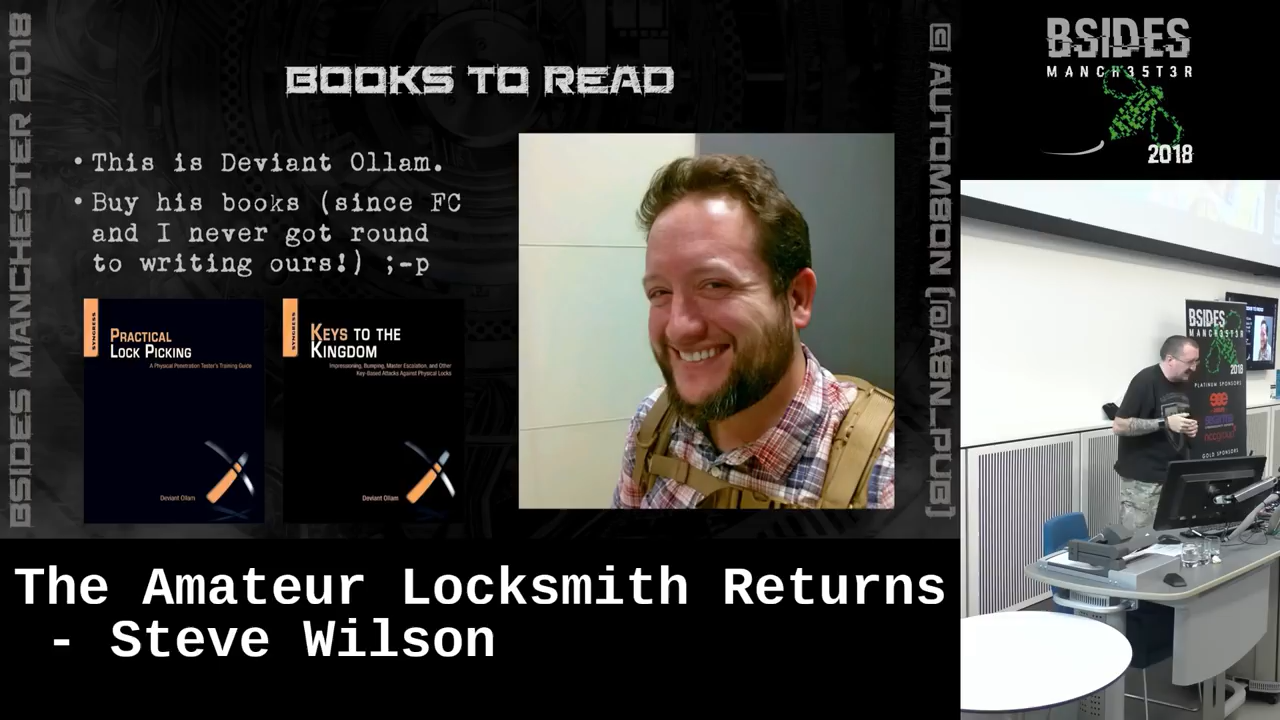 BSIDES MANCHESTER 2018
BOOKS TO READ
• This is Deviant Ollam.
• Buy his books (since FC
and I never got round
to writing ours!) ;-p
SYNGRESS
PRACTICAL
LOCK PICKING
A Physical Penetration Tester's Training Guide
Deviant Ollam
SYNGRESS
KEYS TO THE
KINGDOM
Impressioning, Bumping, Master Escalation, and Other
Key-Based Attacks Against Physical Locks
Deviant Ollam
© AUTOM8ON (@A8N_PUB)
BSIDES
MANCH35T3R
2018
BSIDES
MANCH35T3R
2018
PLATINUM SPONSORS
nccgroup
GOLD SPONSORS
The Amateur Locksmith Returns
- Steve Wilson